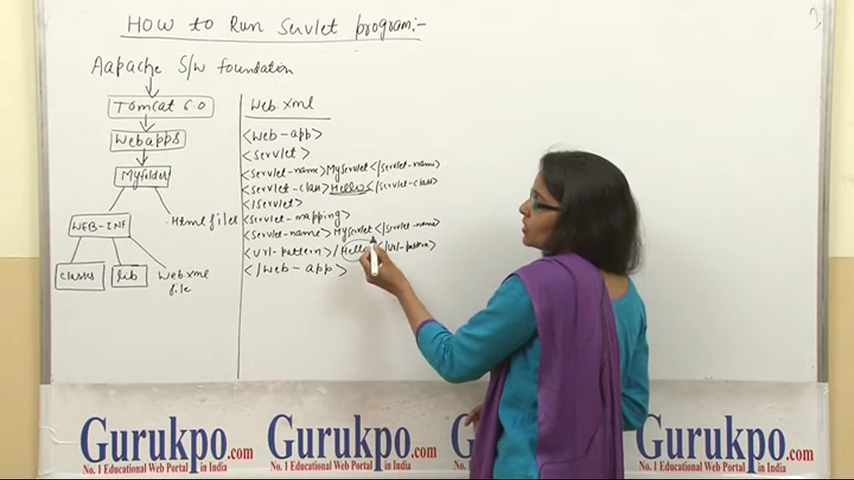 HOW to Run Servlet program:-
Aapache S/w foundation
Tomcat 6.0
Webapps
Myfolder
WEB-INF
Html files
classes
lib
Web.xml
file
Web.xml
<web-app>
<servlet>
<servlet-name>MyServlet</servlet-name>
<servlet-class>Hello</servlet-class>
</servlet>
<servlet-mapping>
<servlet-name>MyServlet</servlet-name>
<url-pattern>/Hello</url-pattern>
</web-app>
Gurukpo.com
No. 1 Educational Web Portal in India
Gurukpo.com
No. 1 Educational Web Portal in India
Gurukpo.com
No. 1 Educational Web Portal in India